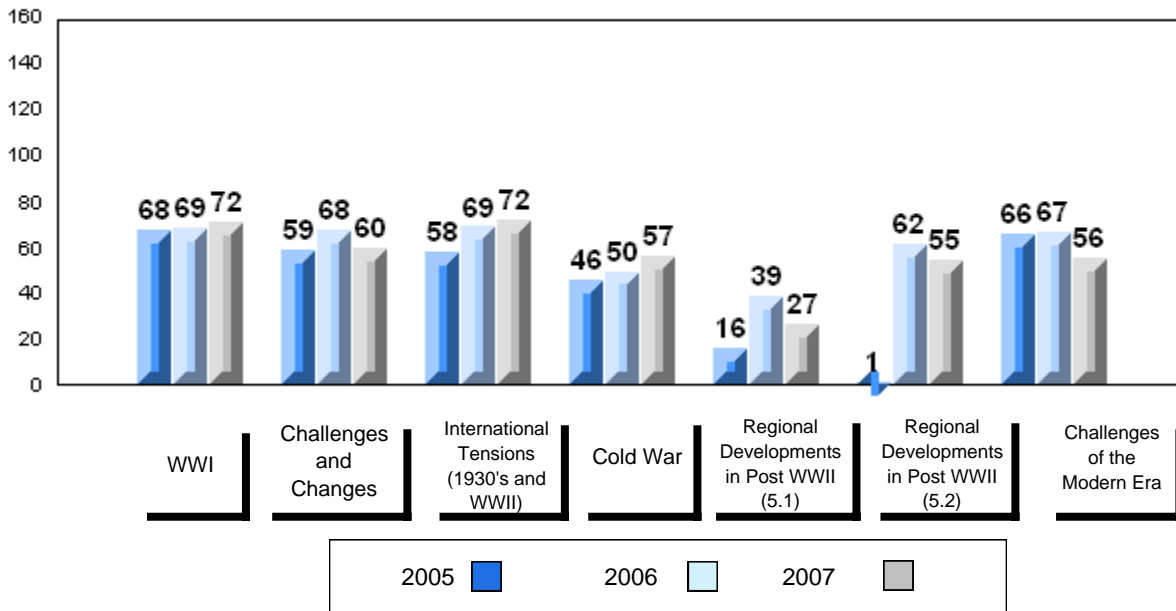 160
140
120
100
80
60
40
20
0
68 69 72
59 68 60
58 69 72
46 50 57
16 39 27
1 62 55
66 67 56
WWI
Challenges
and
Changes
International
Tensions
(1930's and
WWII)
Cold War
Regional
Developments
in Post WWII
(5.1)
Regional
Developments
in Post WWII
(5.2)
Challenges
of the
Modern Era
2005 2006 2007